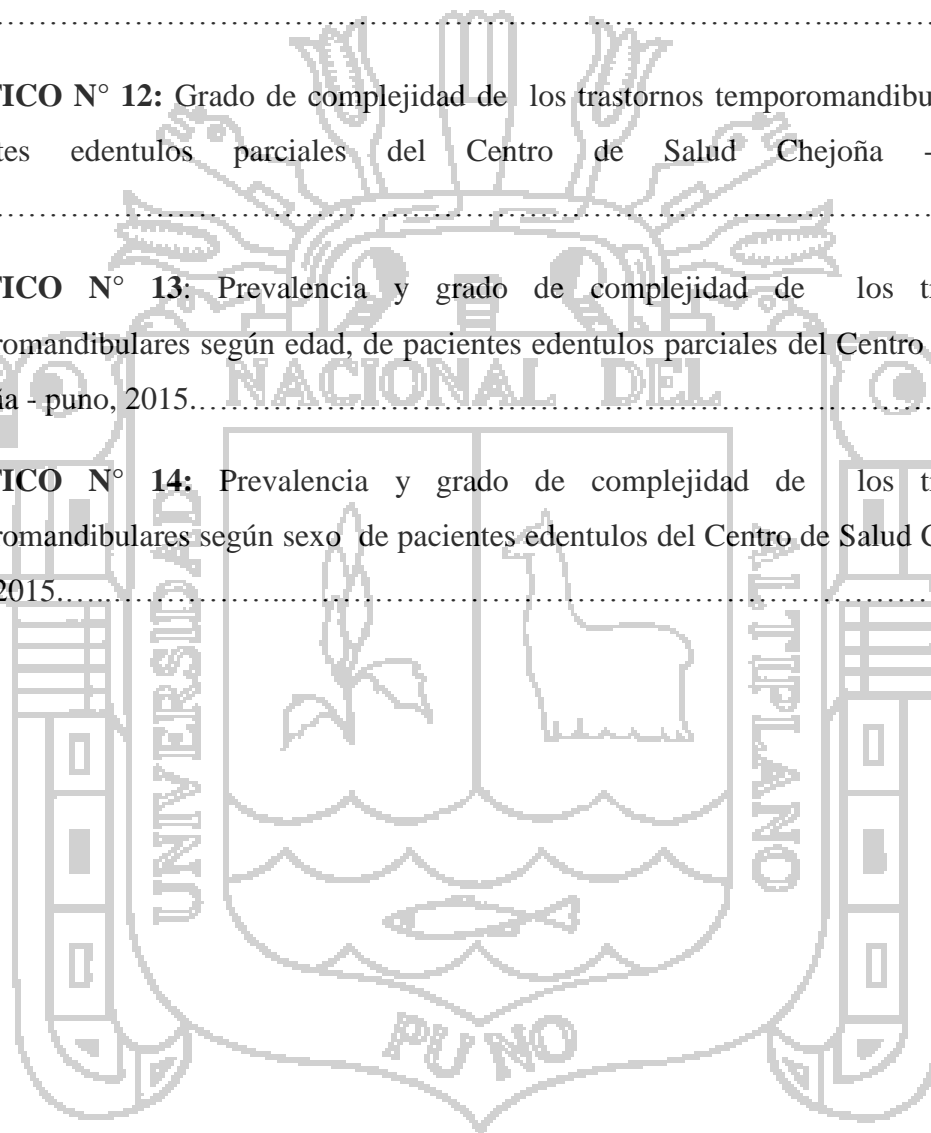 TICO N° 12: Grado de complejidad de los trastornos temporomandibu
tes edentulos parciales del Centro de Salud Chejoña -
TICO N° 13: Prevalencia y grado de complejidad de los t
romandibulares según edad, de pacientes edentulos parciales del Centro
ña - puno, 2015.………………………………………………………………
TICO N° 14: Prevalencia y grado de complejidad de los t
romandibulares según sexo de pacientes edentulos del Centro de Salud C
2015.………………………………………………………………
NACIONAL DEL
UNIVERSIDAD
ALTIPLANO
PUNO